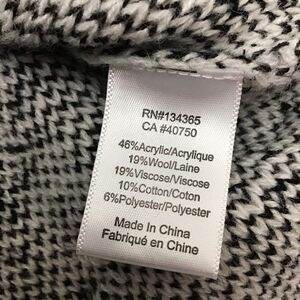 RN#134365
CA #40750
46%Acrylic/Acrylique
19%Wool/Laine
19%Viscose/Viscose
10%Cotton/Coton
6%Polyester/Polyester
Made In China
Fabriqué en Chine